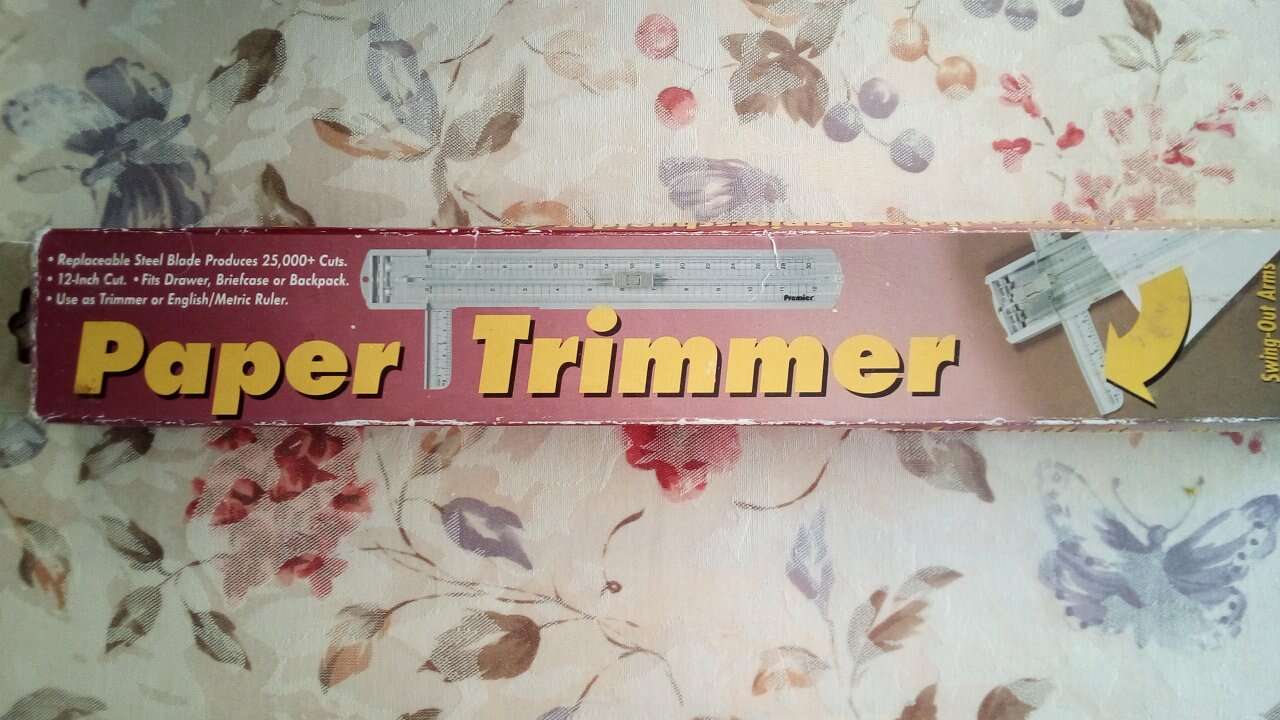 • Replaceable Steel Blade Produces 25,000+ Cuts.
• 12-Inch Cut. • Fits Drawer, Briefcase or Backpack.
• Use as Trimmer or English/Metric Ruler.
Premier
Paper Trimmer
Swing-Out Arms